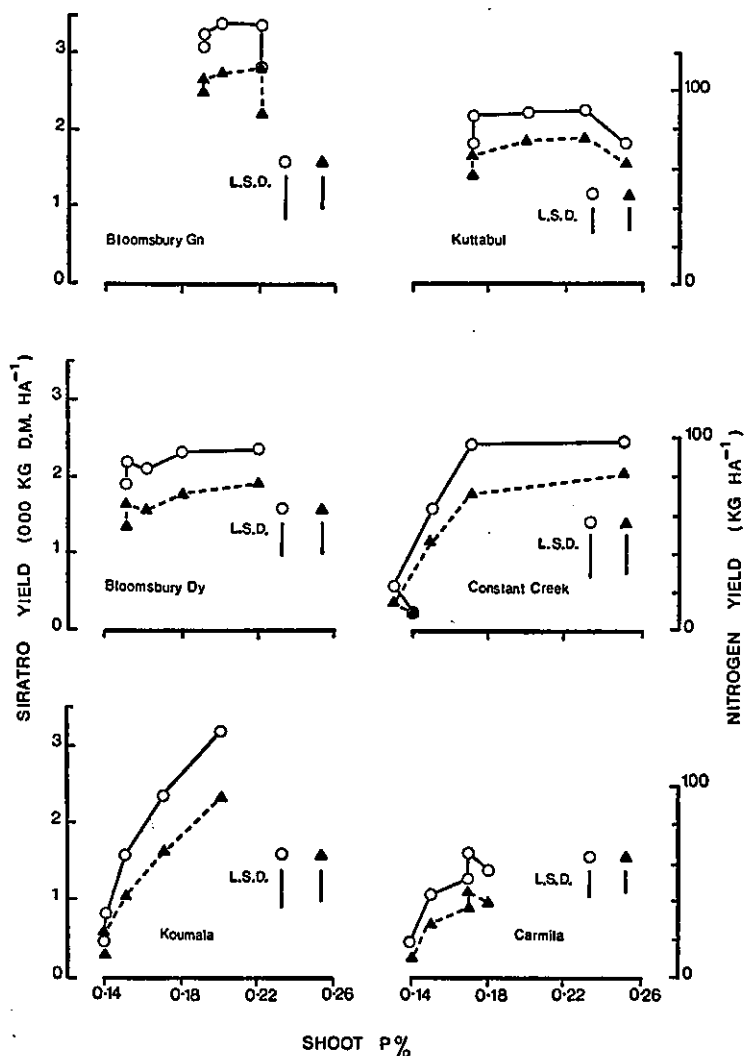 3
2
1
0
L.S.D.
Bloomsbury Gn
100
0
L.S.D.
Kuttabul
3
2
1
0
L.S.D.
Bloomsbury Dy
100
0
L.S.D.
Constant Creek
3
2
1
0
L.S.D.
Koumala
0·14 0·18 0·22 0·26
100
0
L.S.D.
Carmila
0·14 0·18 0·22 0·26
SIRATRO YIELD (000 KG D.M. HA⁻¹)
NITROGEN YIELD (KG HA⁻¹)
SHOOT P%